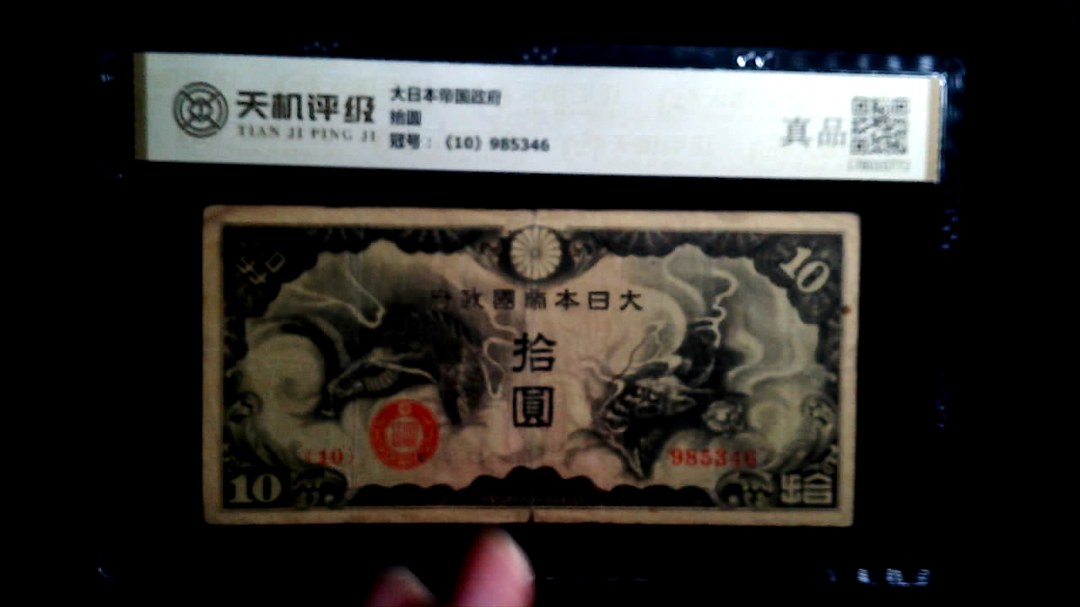 天机评级
TIAN JI PING JI
大日本帝国政府
拾圆
冠号：（10）985346
真品
10
大日本帝國政府
拾
圓
(10)
985346
10
拾